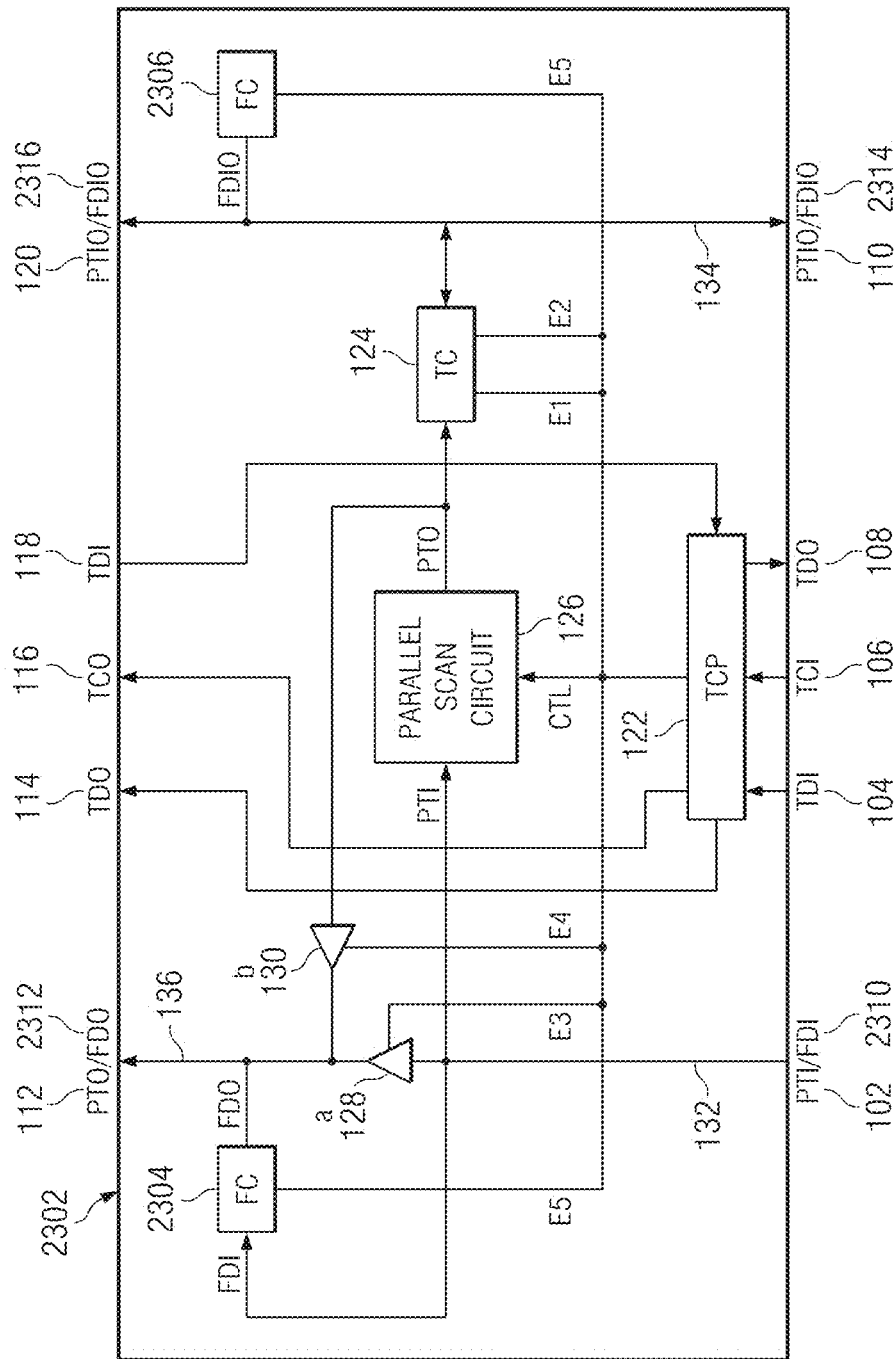 2302
112 2312
PTO/FDO
114
TDO
116
TCO
118
TDI
120 2316
PTIO/FDIO
136
FDI
2304
FC
FDO
b
130
a
128
PTI
PARALLEL
SCAN
CIRCUIT
126
PTO
124
TC
FDIO
FC
2306
E5
E3
E4
CTL
E1
E2
E5
132
122
TCP
134
PTI/FDI
102 2310
TDI
104
TCI
106
TDO
108
PTIO/FDIO
110 2314